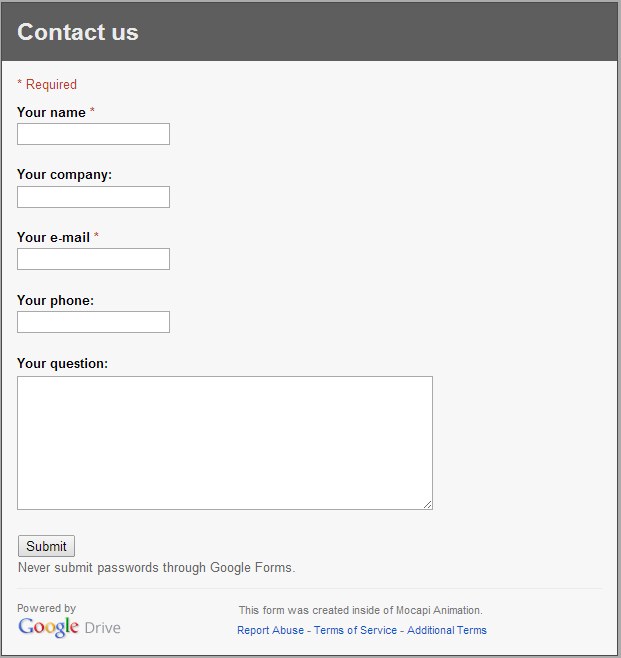 Contact us
* Required
Your name *
Your company:
Your e-mail *
Your phone:
Your question:
Submit
Never submit passwords through Google Forms.
Powered by
Google Drive
This form was created inside of Mocapi Animation.
Report Abuse - Terms of Service - Additional Terms